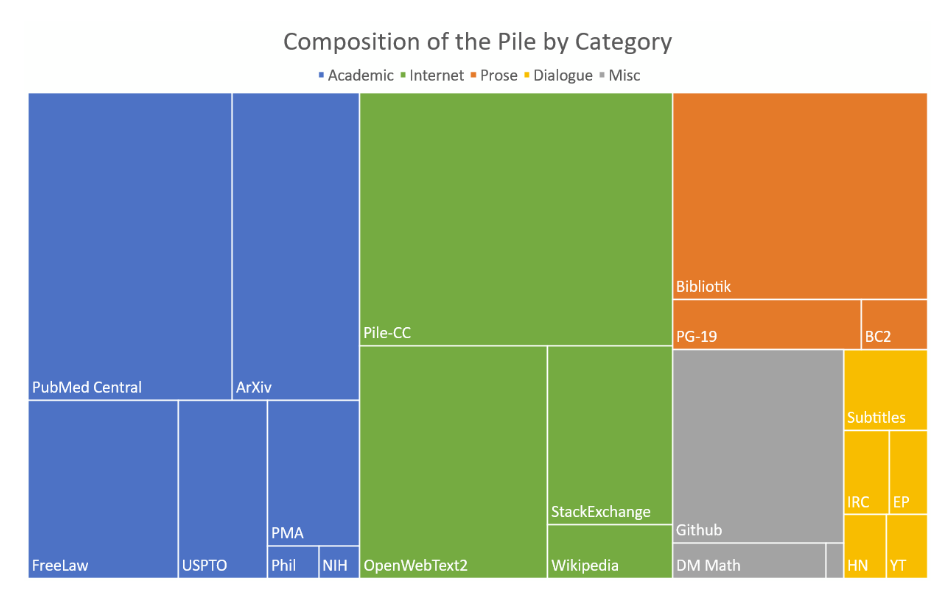 Composition of the Pile by Category
Academic Internet Prose Dialogue Misc
PubMed Central
ArXiv
FreeLaw
USPTO
PMA
Phil
NIH
Pile-CC
OpenWebText2
StackExchange
Wikipedia
Bibliotik
PG-19
BC2
Github
DM Math
Subtitles
IRC
EP
HN
YT